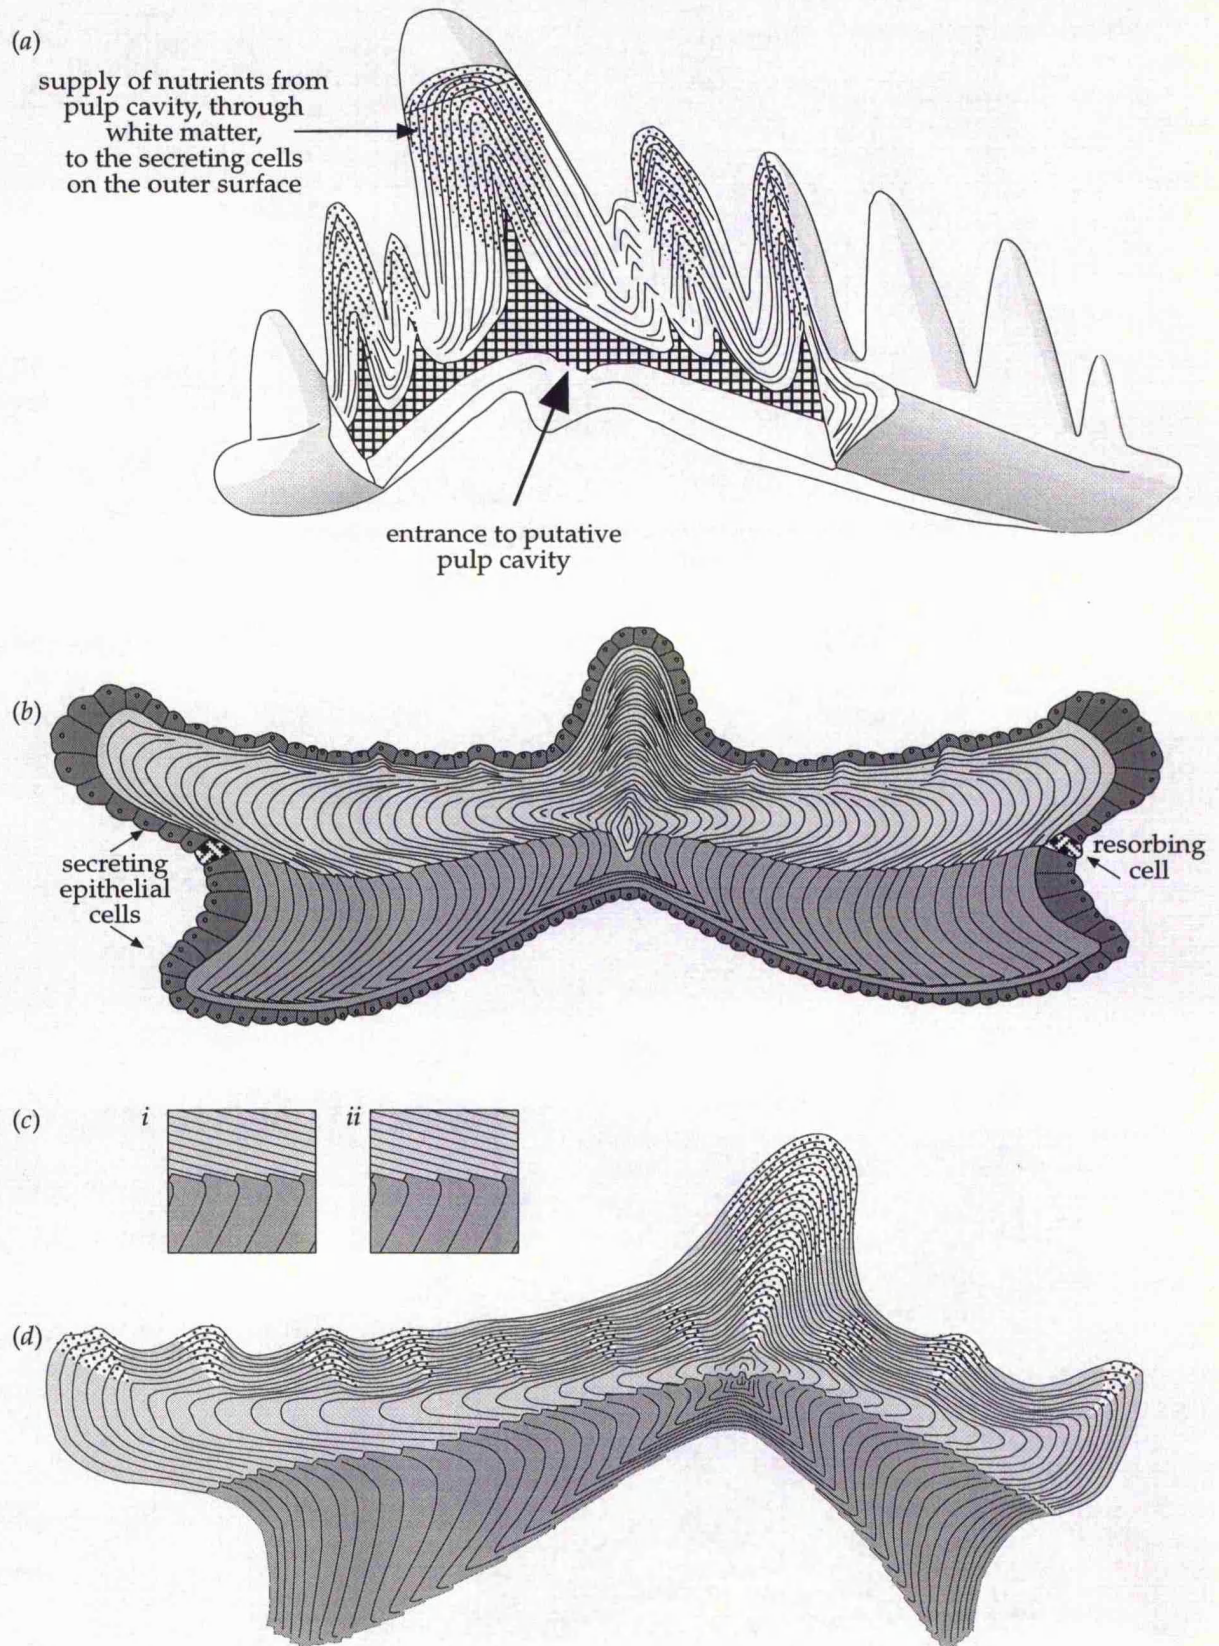 (a)
supply of nutrients from
pulp cavity, through
white matter,
to the secreting cells
on the outer surface
entrance to putative
pulp cavity
(b)
secreting
epithelial
cells
resorbing
cell
(c)
i
ii
(d)